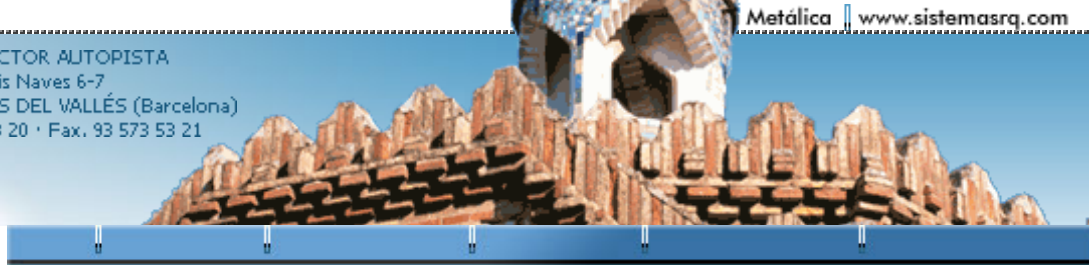 Metálica www.sistemasrq.com
CTOR AUTOPISTA
is Naves 6-7
S DEL VALLÉS (Barcelona)
20 · Fax. 93 573 53 21